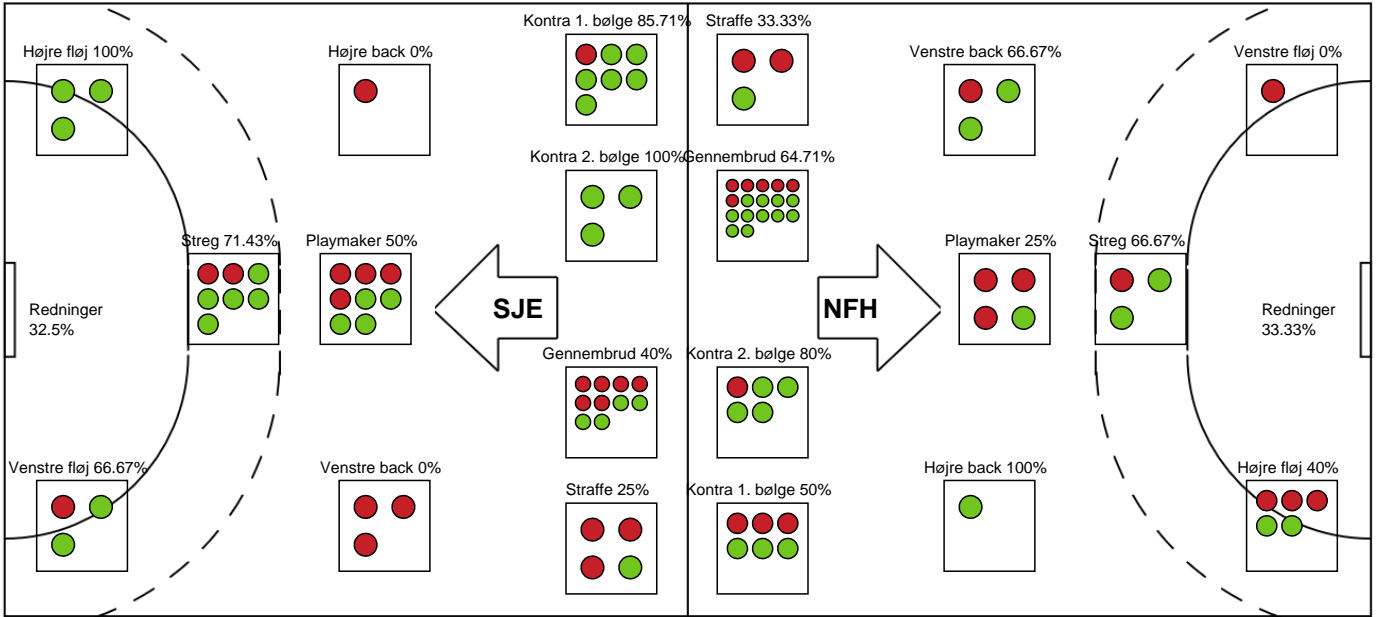 Kontra 1. bølge 85.71%
Straffe 33.33%
Højre fløj 100%
Højre back 0%
Venstre back 66.67%
Venstre fløj 0%
Kontra 2. bølge 100%
Gennembrud 64.71%
Streg 71.43%
Playmaker 50%
Playmaker 25%
Streg 66.67%
Redninger
32.5%
SJE
NFH
Redninger
33.33%
Gennembrud 40%
Kontra 2. bølge 80%
Venstre fløj 66.67%
Venstre back 0%
Straffe 25%
Kontra 1. bølge 50%
Højre back 100%
Højre fløj 40%